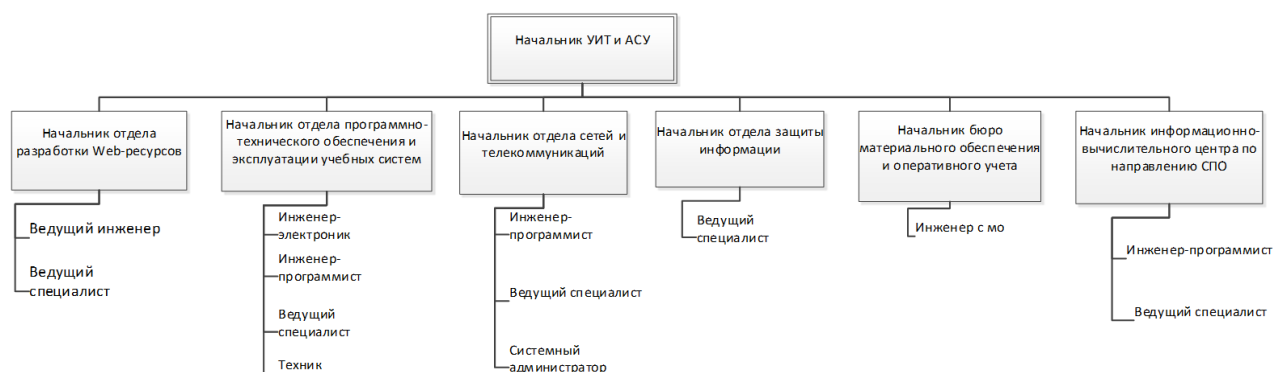 Начальник УИТ и АСУ
Начальник отдела
разработки Web-ресурсов
Ведущий инженер
Ведущий
специалист
Начальник отдела программно-
технического обеспечения и
эксплуатации учебных систем
Инженер-
электроник
Инженер-
программист
Ведущий
специалист
Техник
Начальник отдела сетей и
телекоммуникаций
Инженер-
программист
Ведущий специалист
Системный
администратор
Начальник отдела защиты
информации
Ведущий
специалист
Начальник бюро
материального обеспечения
и оперативного учета
Инженер с мо
Начальник информационно-
вычислительного центра по
направлению СПО
Инженер-программист
Ведущий специалист